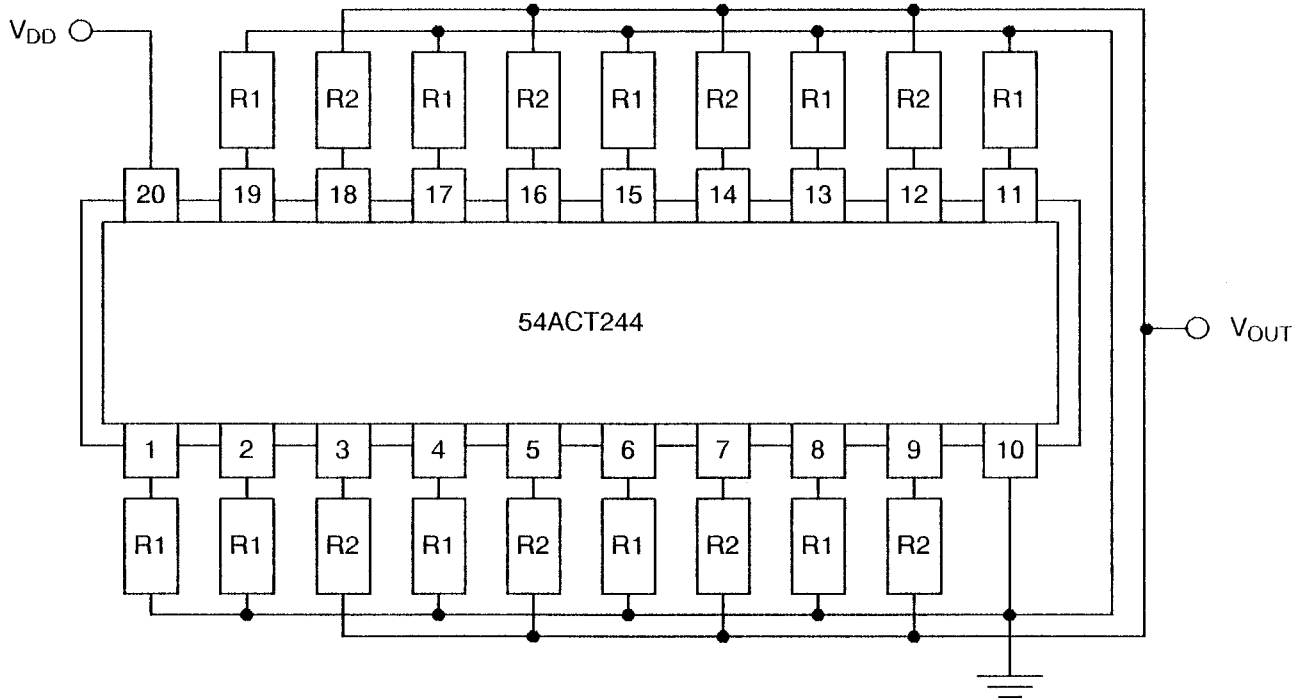 V_DD
R1 R2 R1 R2 R1 R2 R1 R2 R1
20 19 18 17 16 15 14 13 12 11
54ACT244
V_OUT
1 2 3 4 5 6 7 8 9 10
R1 R1 R2 R1 R2 R1 R2 R1 R2